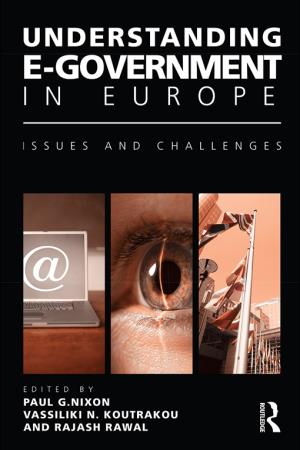 UNDERSTANDING
E-GOVERNMENT
IN EUROPE
ISSUES AND CHALLENGES
@
EDITED BY
PAUL G.NIXON
VASSILIKI N. KOUTRAKOU
AND RAJASH RAWAL
ROUTLEDGE